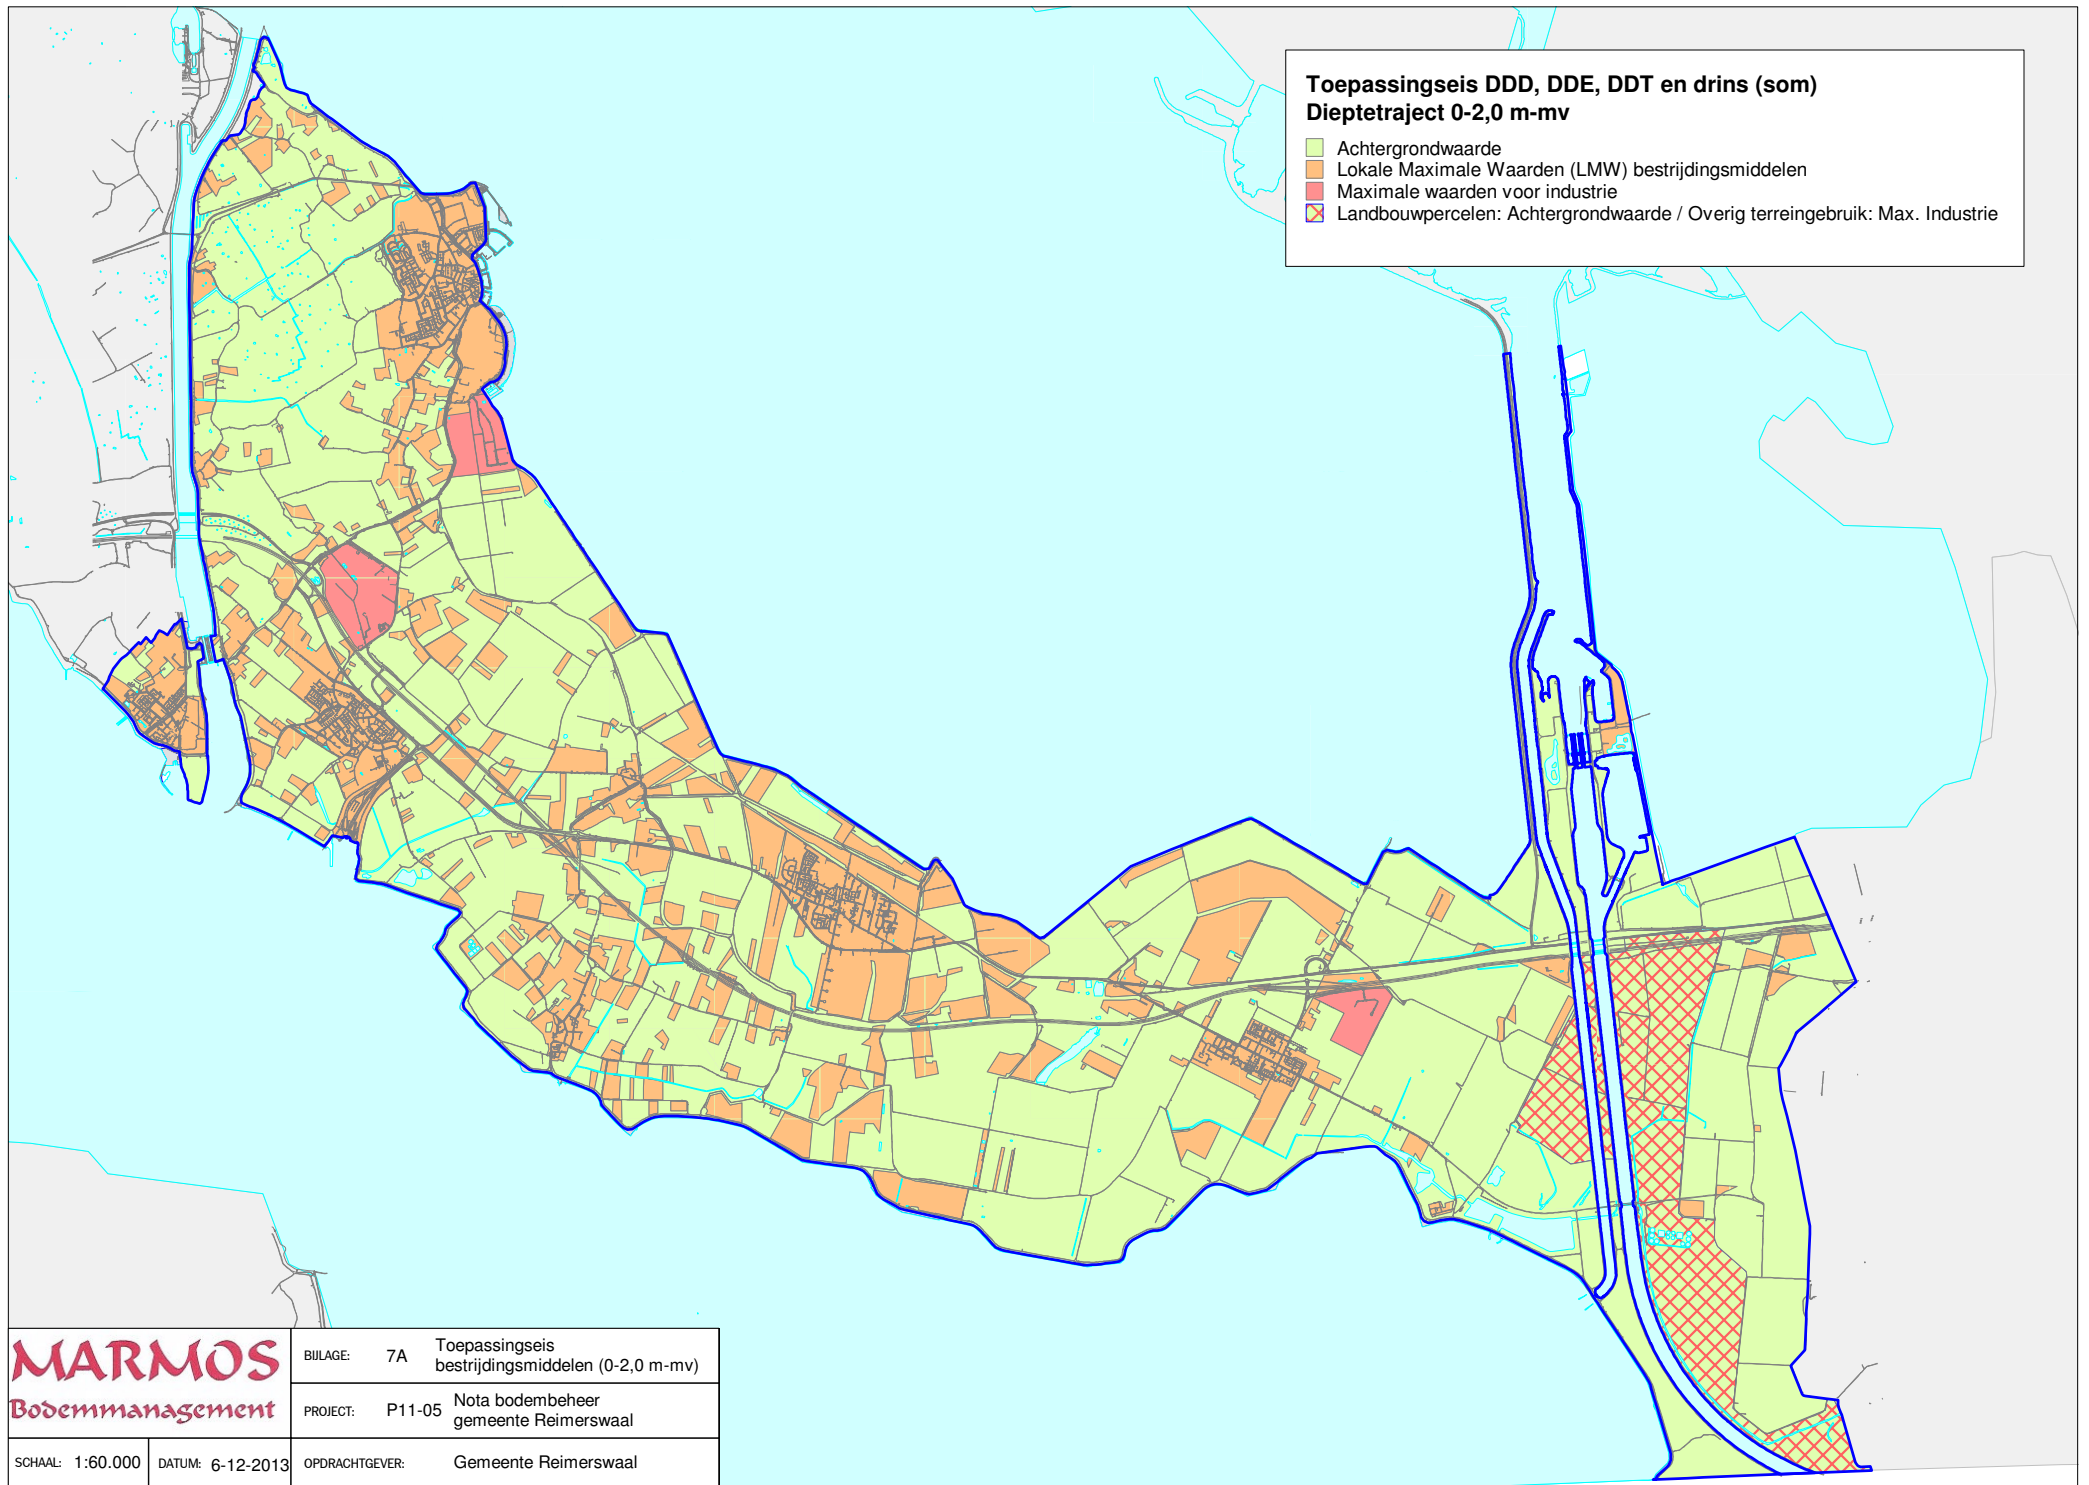 Toepassingseis DDD, DDE, DDT en drins (som)
Dieptetraject 0-2,0 m-mv
Achtergrondwaarde
Lokale Maximale Waarden (LMW) bestrijdingsmiddelen
Maximale waarden voor industrie
Landbouwpercelen: Achtergrondwaarde / Overig terreingebruik: Max. Industrie
MARMOS
Bodemmanagement
BIJLAGE: 7A Toepassingseis
bestrijdingsmiddelen (0-2,0 m-mv)
PROJECT: P11-05 Nota bodembeheer
gemeente Reimerswaal
SCHAAL: 1:60.000 DATUM: 6-12-2013 OPDRACHTGEVER: Gemeente Reimerswaal